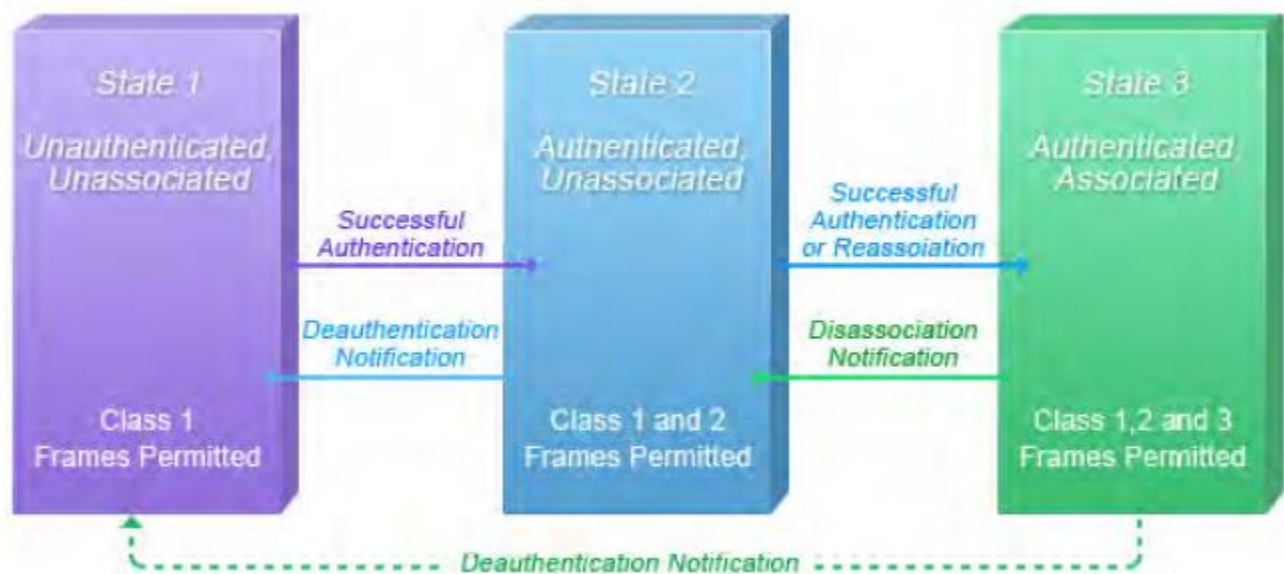 State 1
Unauthenticated,
Unassociated
Successful
Authentication
Deauthentication
Notification
Class 1
Frames Permitted
State 2
Authenticated,
Unassociated
Successful
Authentication
or Reassoiation
Disassociation
Notification
Class 1 and 2
Frames Permitted
State 3
Authenticated,
Associated
Class 1,2 and 3
Frames Permitted
Deauthentication Notification